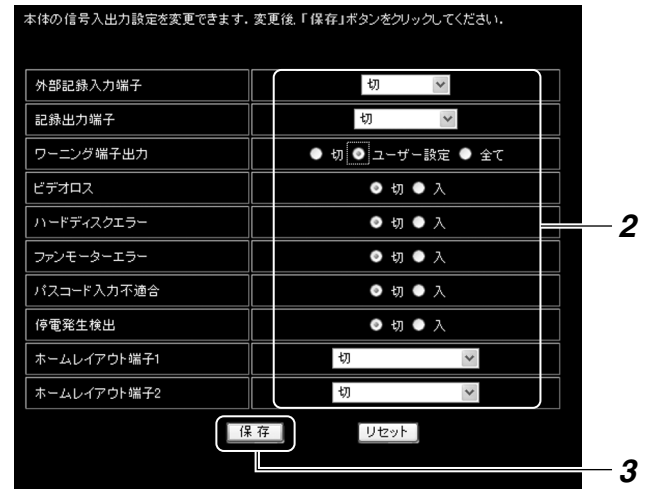 本体の信号入出力設定を変更できます. 変更後,「保存」ボタンをクリックしてください.
外部記録入力端子 切
記録出力端子 切
ワーニング端子出力 切 ユーザー設定 全て
ビデオロス 切 入
ハードディスクエラー 切 入
2
ファンモーターエラー 切 入
パスコード入力不適合 切 入
停電発生検出 切 入
ホームレイアウト端子1 切
ホームレイアウト端子2 切
保存 リセット
3